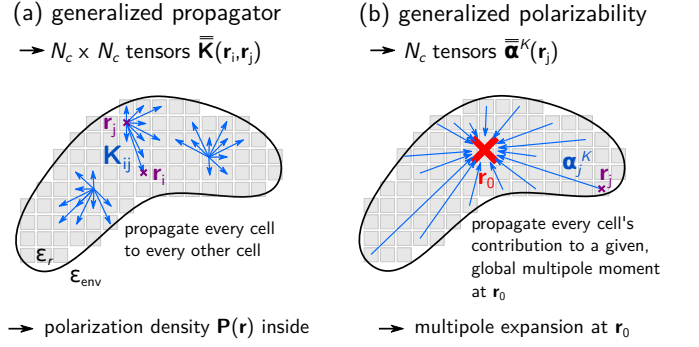 (a) generalized propagator
→ N_c x N_c tensors K(r_i,r_j)
r_j
K_ij
r_i
propagate every cell
to every other cell
ε_r
ε_env
→ polarization density P(r) inside
(b) generalized polarizability
→ N_c tensors α^K(r_j)
r_0
α_j^K
r_j
propagate every cell's
contribution to a given,
global multipole moment
at r_0
→ multipole expansion at r_0